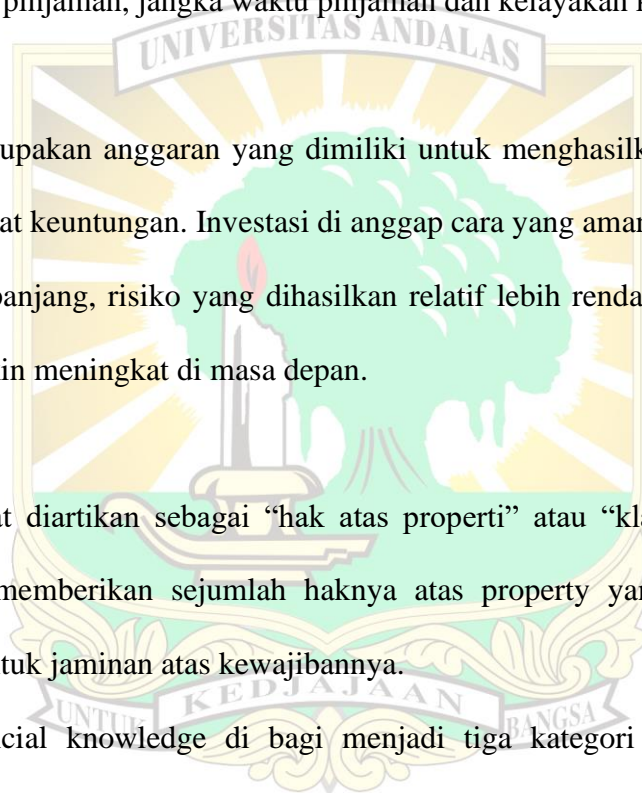 pinjaman, jangka waktu pinjaman dan kelayakan
UNIVERSITAS ANDALAS
upakan anggaran yang dimiliki untuk menghasilk
at keuntungan. Investasi di anggap cara yang aman
panjang, risiko yang dihasilkan relatif lebih renda
in meningkat di masa depan.
at diartikan sebagai “hak atas properti” atau “kla
memberikan sejumlah haknya atas property yan
tuk jaminan atas kewajibannya.
UNTUK KEDJAJAAN BANGSA
cial knowledge di bagi menjadi tiga kategori